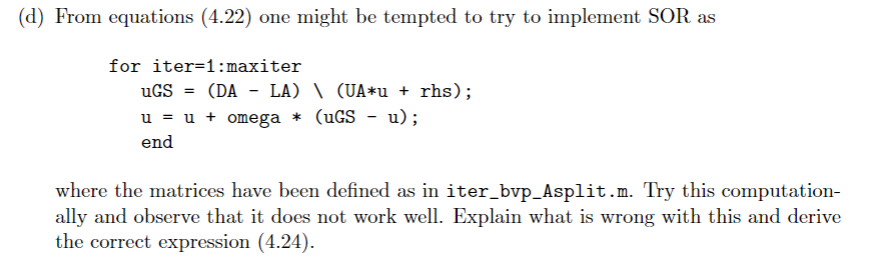 (d) From equations (4.22) one might be tempted to try to implement SOR as
for iter=1:maxiter
uGS = (DA - LA) \ (UA*u + rhs);
u = u + omega * (uGS - u);
end
where the matrices have been defined as in iter_bvp_Asplit.m. Try this computation-
ally and observe that it does not work well. Explain what is wrong with this and derive
the correct expression (4.24).